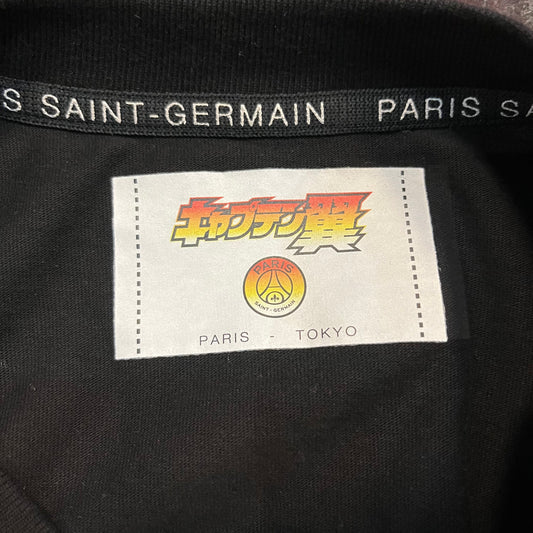 S SAINT-GERMAIN PARIS SA
キャプテン翼
PARIS
SAINT-GERMAIN
PARIS - TOKYO